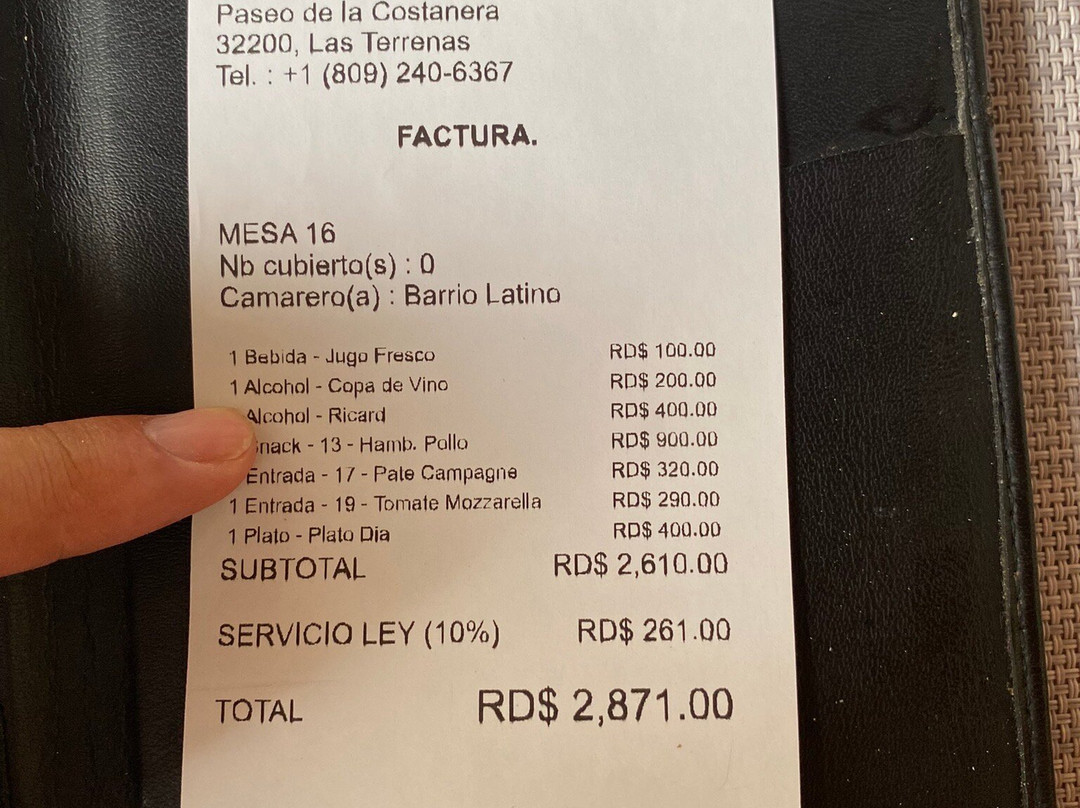 Paseo de la Costanera
32200, Las Terrenas
Tel. : +1 (809) 240-6367
FACTURA.
MESA 16
Nb cubierto(s) : 0
Camarero(a) : Barrio Latino
1 Bebida - Jugo Fresco RD$ 100.00
1 Alcohol - Copa de Vino RD$ 200.00
Alcohol - Ricard RD$ 400.00
- 13 - Hamb. Pollo RD$ 900.00
Entrada - 17 - Pate Campagne RD$ 320.00
1 Entrada - 19 - Tomate Mozzarella RD$ 290.00
1 Plato - Plato Dia RD$ 400.00
SUBTOTAL RD$ 2,610.00
SERVICIO LEY (10%) RD$ 261.00
TOTAL RD$ 2,871.00